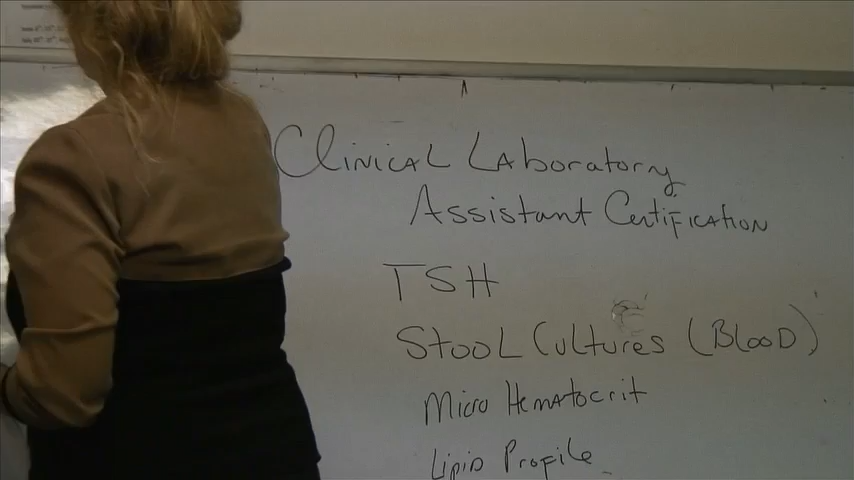 Clinical Laboratory
Assistant Certification
TSH
Stool Cultures (Blood)
Micro Hematocrit
Lipid Profile